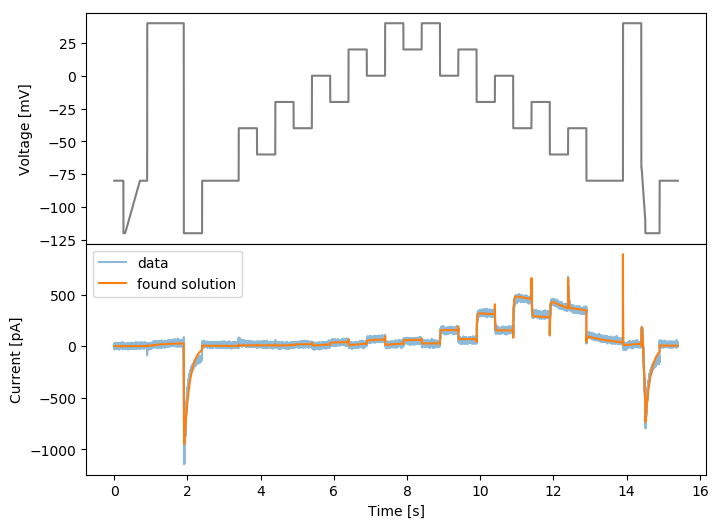 25
0
−25
−50
−75
−100
−125
Voltage [mV]
data
found solution
500
0
−500
−1000
Current [pA]
0 2 4 6 8 10 12 14 16
Time [s]